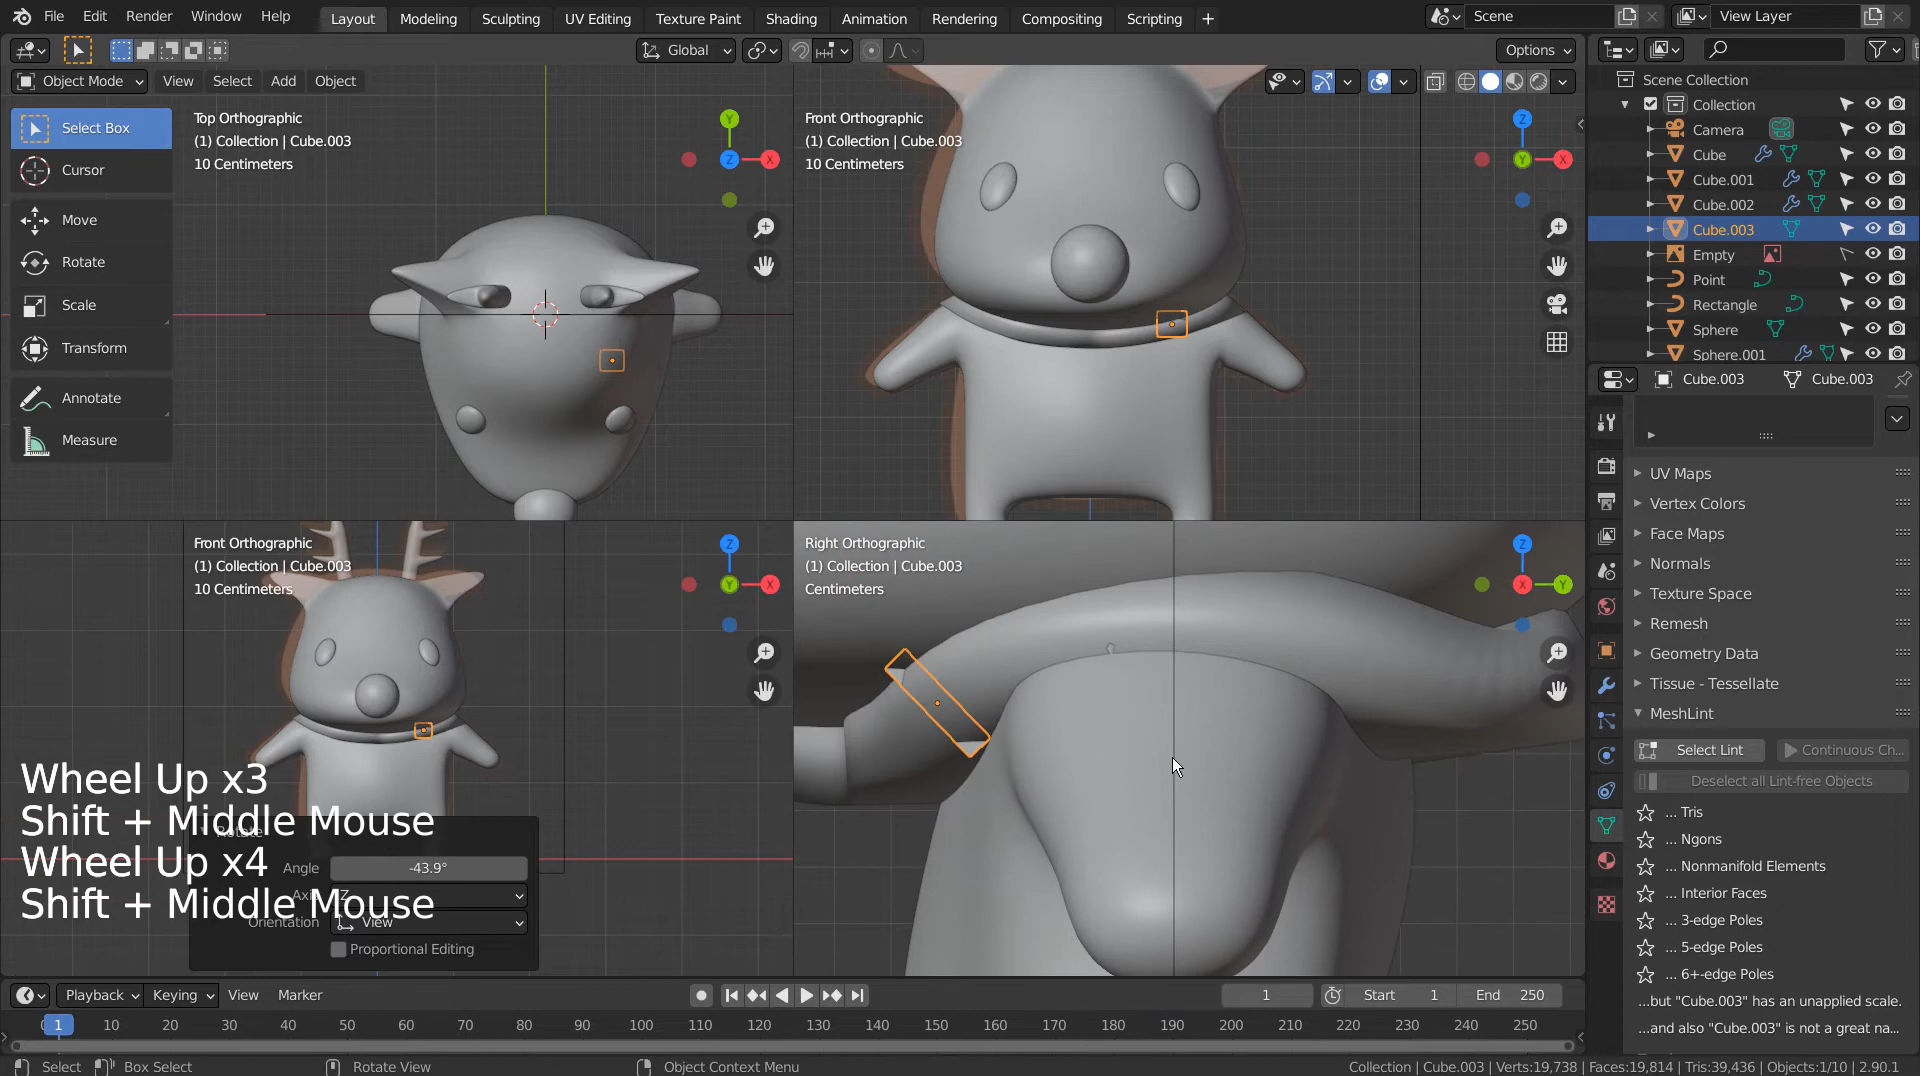 File Edit Render Window Help Layout Modeling Sculpting UV Editing Texture Paint Shading Animation Rendering Compositing Scripting + Scene View Layer
Global Options
Object Mode View Select Add Object
Select Box
Cursor
Move
Rotate
Scale
Transform
Annotate
Measure
Top Orthographic
(1) Collection | Cube.003
10 Centimeters
Y
Z
X
Front Orthographic
(1) Collection | Cube.003
10 Centimeters
Z
Y
X
Front Orthographic
(1) Collection | Cube.003
10 Centimeters
Z
Y
X
Right Orthographic
(1) Collection | Cube.003
Centimeters
Z
X
Y
Wheel Up x3
Shift + Middle Mouse
Wheel Up x4
Shift + Middle Mouse
Rotate
Angle -43.9°
Axis Z
Orientation View
Proportional Editing
Scene Collection
Collection
Camera
Cube
Cube.001
Cube.002
Cube.003
Empty
Point
Rectangle
Sphere
Sphere.001
Cube.003 Cube.003
UV Maps
Vertex Colors
Face Maps
Normals
Texture Space
Remesh
Geometry Data
Tissue - Tessellate
MeshLint
Select Lint Continuous Ch...
Deselect all Lint-free Objects
... Tris
... Ngons
... Nonmanifold Elements
... Interior Faces
... 3-edge Poles
... 5-edge Poles
... 6+-edge Poles
...but "Cube.003" has an unapplied scale.
...and also "Cube.003" is not a great na...
Playback Keying View Marker 1 Start 1 End 250
1 10 20 30 40 50 60 70 80 90 100 110 120 130 140 150 160 170 180 190 200 210 220 230 240 250
Select Box Select Rotate View Object Context Menu Collection | Cube.003 | Verts:19,738 | Faces:19,814 | Tris:39,436 | Objects:1/10 | 2.90.1